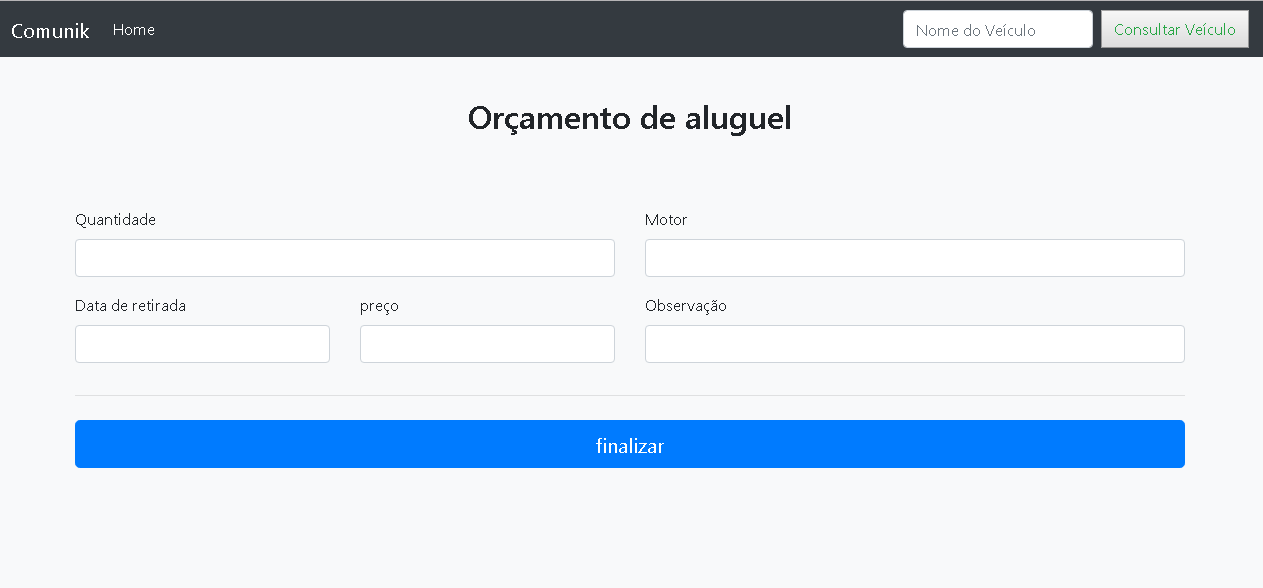 Comunik Home Nome do Veículo Consultar Veículo
Orçamento de aluguel
Quantidade Motor
Data de retirada preço Observação
finalizar